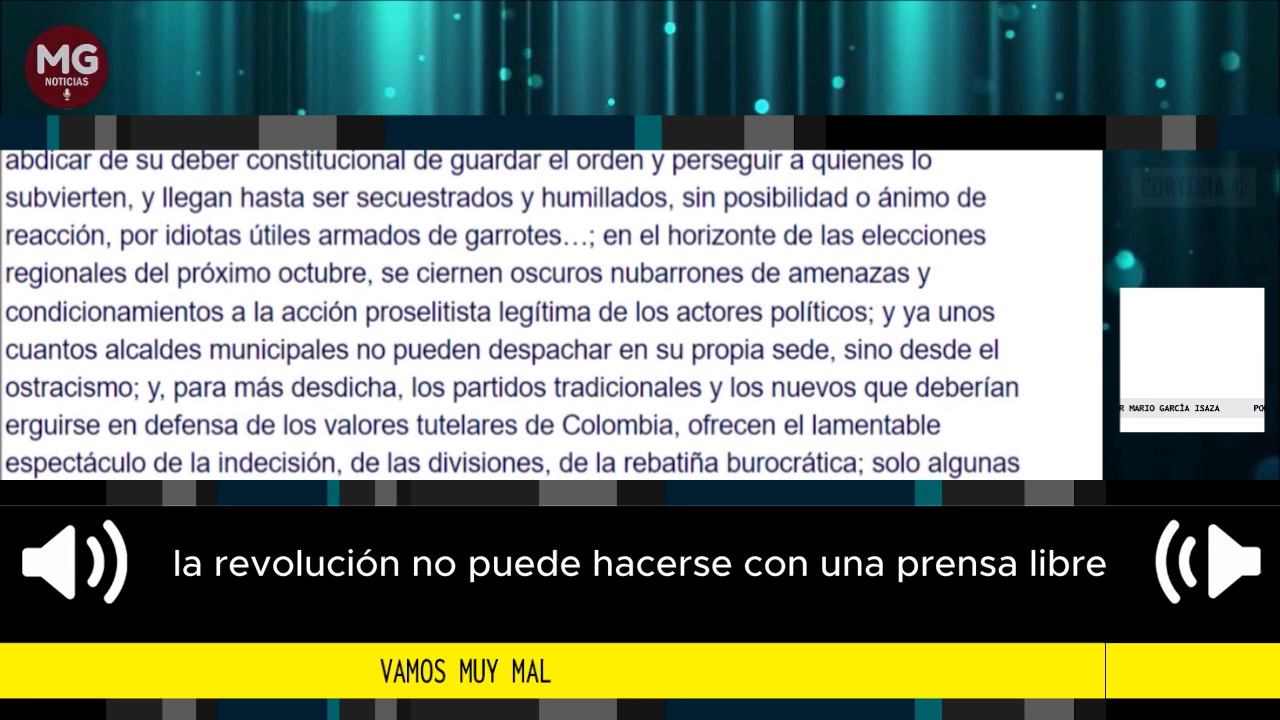 MG
NOTICIAS
abdicar de su deber constitucional de guardar el orden y perseguir a quienes lo
subvierten, y llegan hasta ser secuestrados y humillados, sin posibilidad o ánimo de
reacción, por idiotas útiles armados de garrotes…; en el horizonte de las elecciones
regionales del próximo octubre, se ciernen oscuros nubarrones de amenazas y
condicionamientos a la acción proselitista legítima de los actores políticos; y ya unos
cuantos alcaldes municipales no pueden despachar en su propia sede, sino desde el
ostracismo; y, para más desdicha, los partidos tradicionales y los nuevos que deberían
erguirse en defensa de los valores tutelares de Colombia, ofrecen el lamentable
espectáculo de la indecisión, de las divisiones, de la rebatiña burocrática; solo algunas
CORTESIA
R MARIO GARCÍA ISAZA PO
la revolución no puede hacerse con una prensa libre
VAMOS MUY MAL